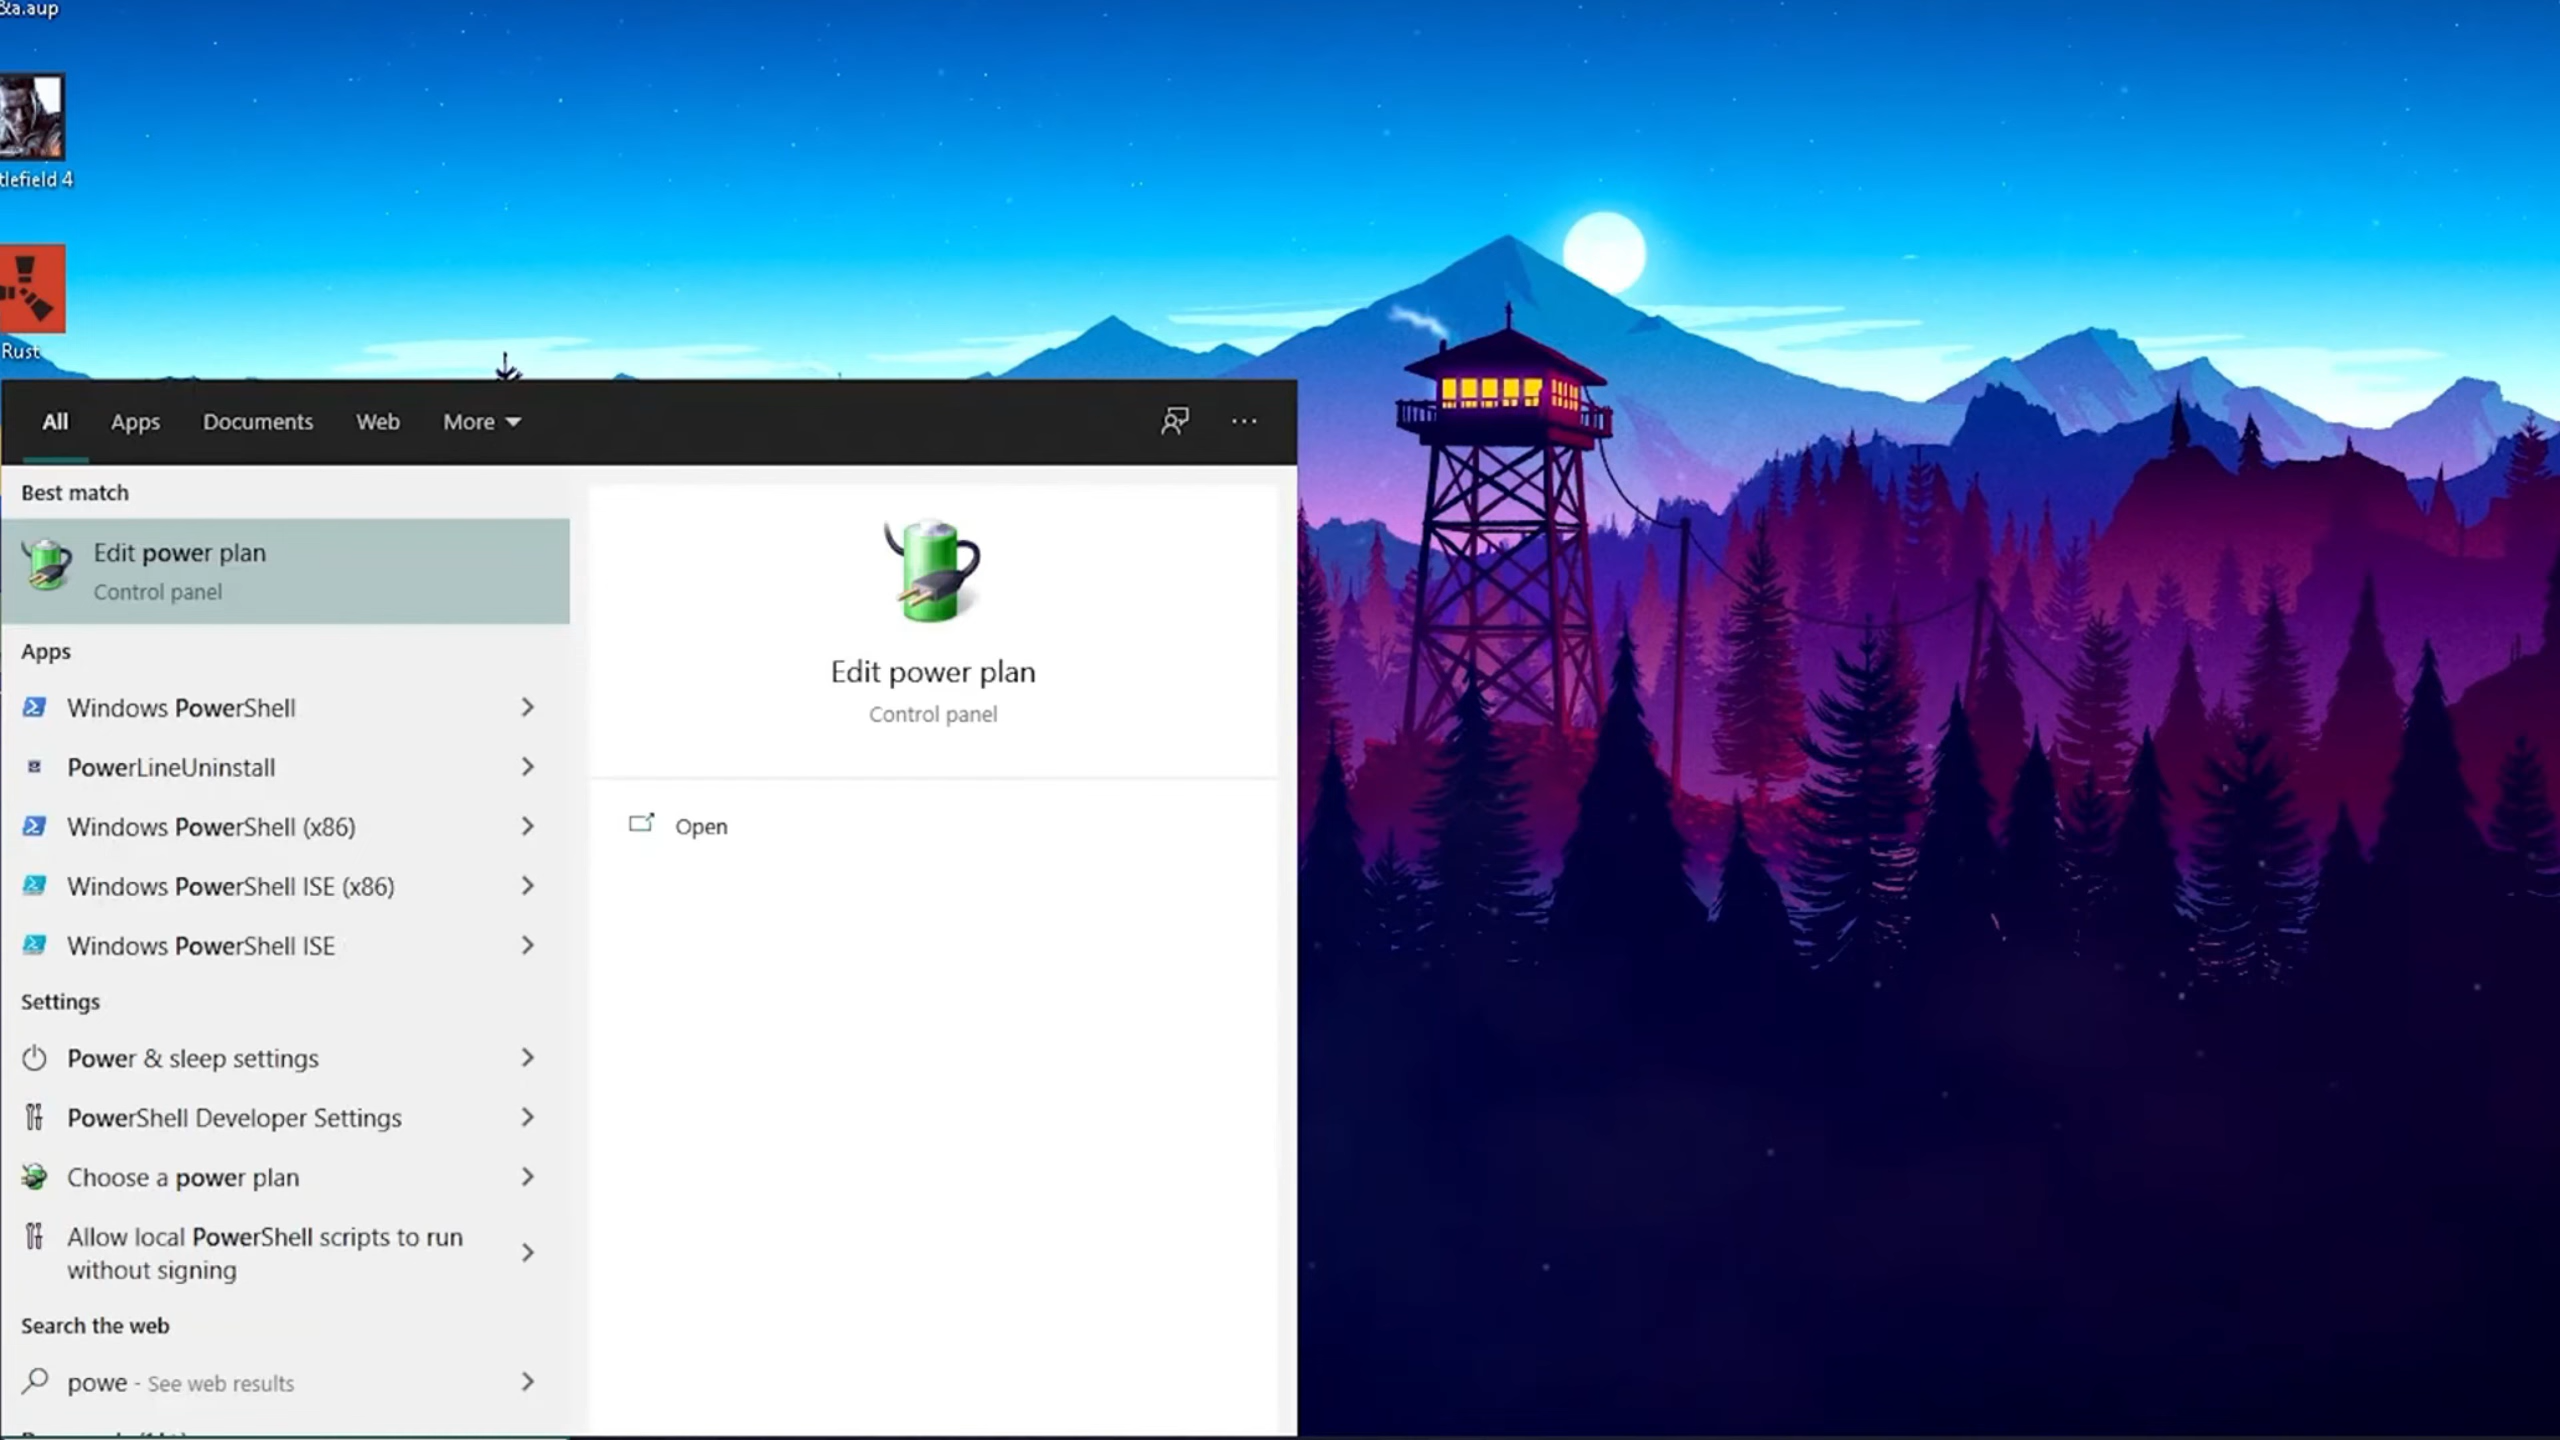 &a.aup
tlefield 4
Rust
All Apps Documents Web More
Best match
Edit power plan
Control panel
Apps
Windows PowerShell
PowerLineUninstall
Windows PowerShell (x86)
Windows PowerShell ISE (x86)
Windows PowerShell ISE
Settings
Power & sleep settings
PowerShell Developer Settings
Choose a power plan
Allow local PowerShell scripts to run
without signing
Search the web
powe - See web results
Edit power plan
Control panel
Open